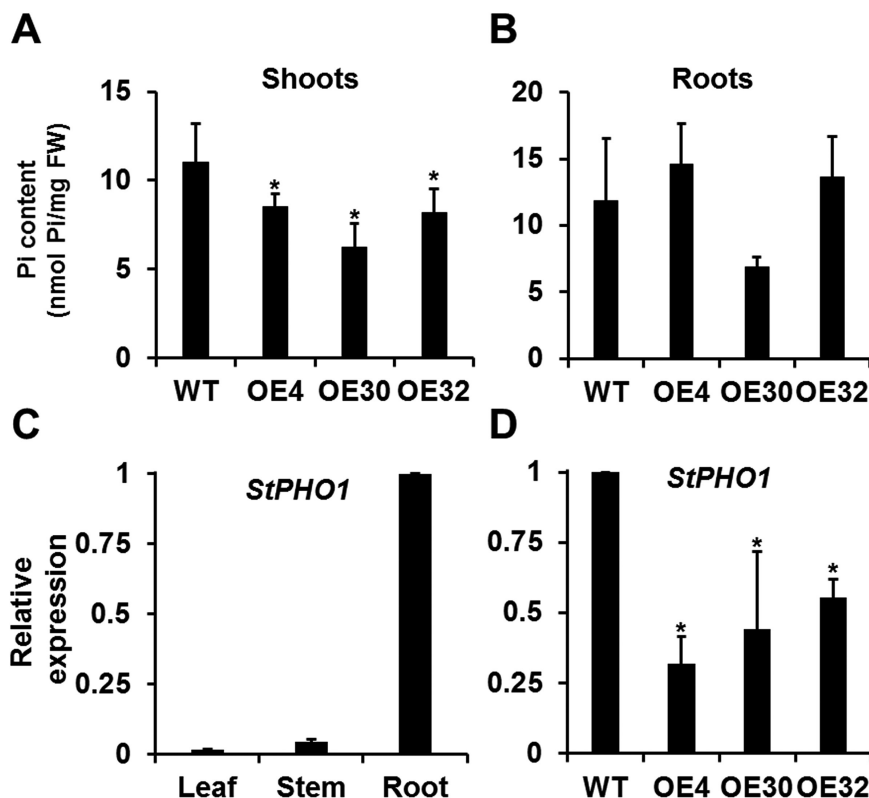 A
Shoots
Pi content
(nmol Pi/mg FW)
15
10
5
0
*
*
*
WT OE4 OE30 OE32
B
Roots
20
15
10
5
0
WT OE4 OE30 OE32
C
StPHO1
Relative
expression
1
0.75
0.5
0.25
0
Leaf Stem Root
D
StPHO1
1
0.75
0.5
0.25
0
*
*
*
WT OE4 OE30 OE32